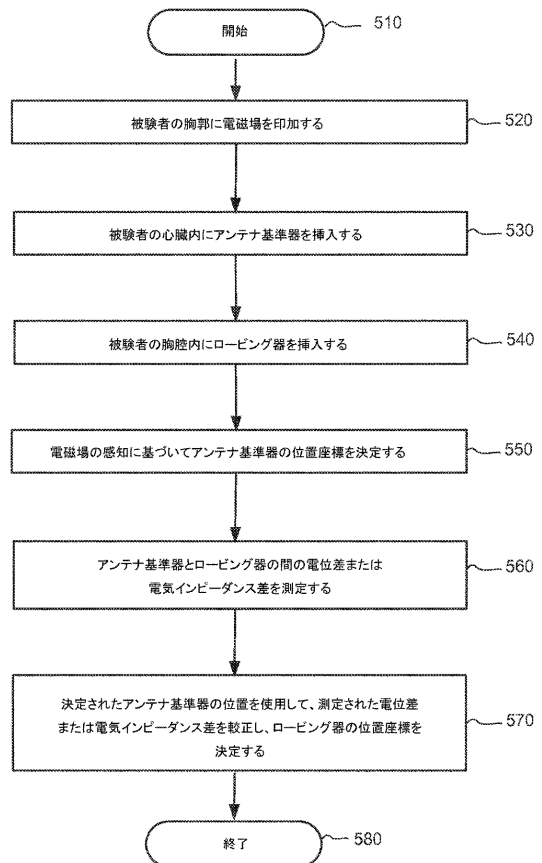 開始
510
被験者の胸郭に電磁場を印加する
520
被験者の心臓内にアンテナ基準器を挿入する
530
被験者の胸腔内にロービング器を挿入する
540
電磁場の感知に基づいてアンテナ基準器の位置座標を決定する
550
アンテナ基準器とロービング器の間の電位差または
電気インピーダンス差を測定する
560
決定されたアンテナ基準器の位置を使用して、測定された電位差
または電気インピーダンス差を較正し、ロービング器の位置座標を
決定する
570
終了
580